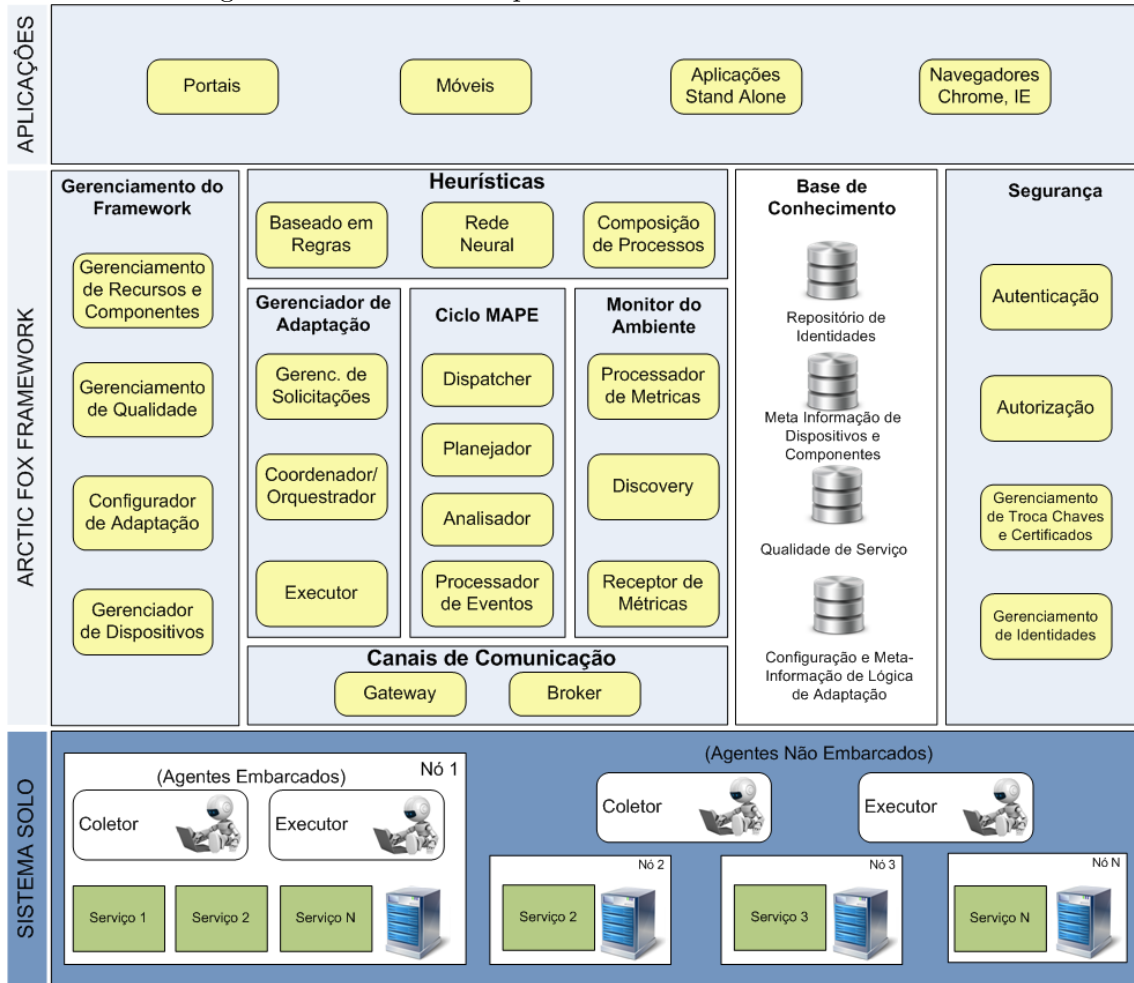 APLICAÇÕES
Portais
Móveis
Aplicações
Stand Alone
Navegadores
Chrome, IE
ARCTIC FOX FRAMEWORK
Gerenciamento do
Framework
Gerenciamento
de Recursos e
Componentes
Gerenciamento
de Qualidade
Configurador
de Adaptação
Gerenciador
de Dispositivos
Heurísticas
Baseado em
Regras
Rede
Neural
Composição
de Processos
Gerenciador de
Adaptação
Gerenc. de
Solicitações
Coordenador/
Orquestrador
Executor
Ciclo MAPE
Dispatcher
Planejador
Analisador
Processador
de Eventos
Monitor do
Ambiente
Processador
de Metricas
Discovery
Receptor de
Métricas
Canais de Comunicação
Gateway
Broker
Base de
Conhecimento
Repositório de
Identidades
Meta Informação de
Dispositivos e
Componentes
Qualidade de Serviço
Configuração e Meta-
Informação de Lógica
de Adaptação
Segurança
Autenticação
Autorização
Gerenciamento
de Troca Chaves
e Certificados
Gerenciamento
de Identidades
SISTEMA SOLO
Nó 1
(Agentes Embarcados)
Coletor
Executor
Serviço 1
Serviço 2
Serviço N
(Agentes Não Embarcados)
Coletor
Executor
Nó 2
Serviço 2
Nó 3
Serviço 3
Nó N
Serviço N